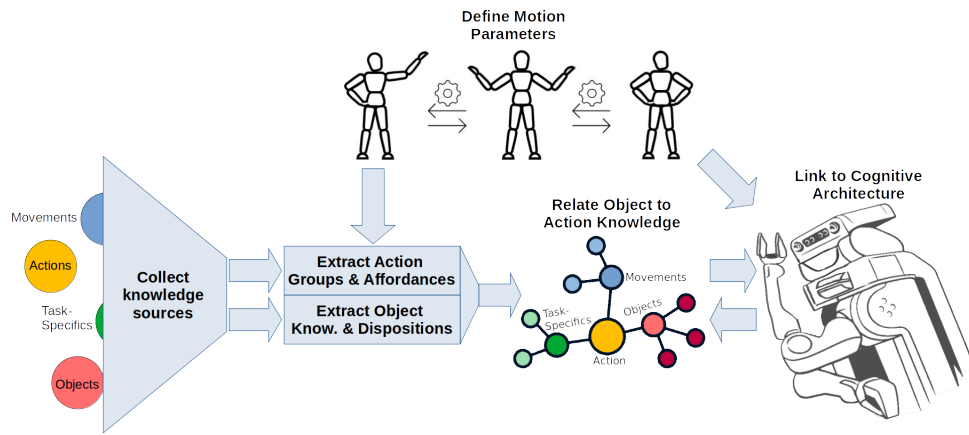 Define Motion
Parameters
Link to Cognitive
Architecture
Relate Object to
Action Knowledge
Movements
Actions
Task-
Specifics
Objects
Collect
knowledge
sources
Extract Action
Groups & Affordances
Extract Object
Know. & Dispositions
Movements
Objects
Task-
Specifics
Action